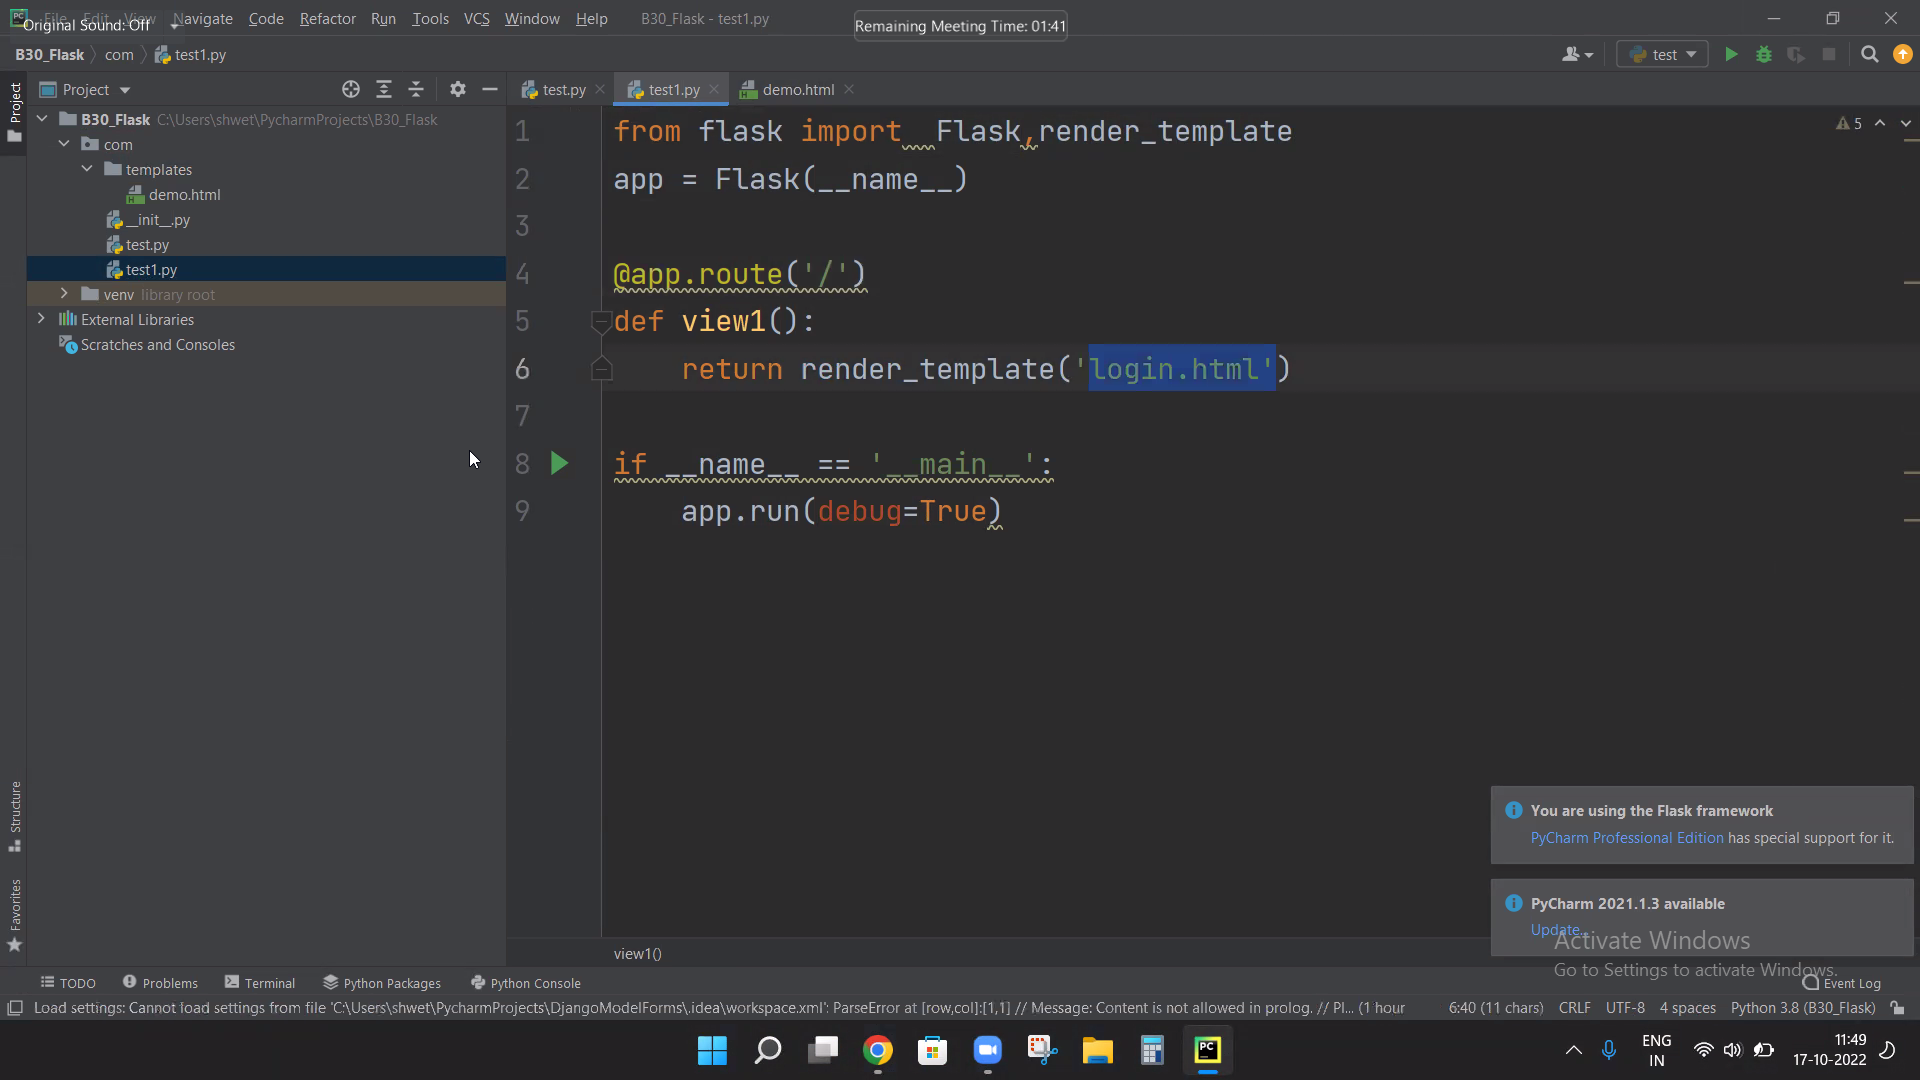 File Edit View Navigate Code Refactor Run Tools VCS Window Help B30_Flask - test1.py
Original Sound: Off
Remaining Meeting Time: 01:41
B30_Flask com test1.py
test
Project
Project
test.py test1.py demo.html
B30_Flask C:\Users\shwet\PycharmProjects\B30_Flask
com
templates
demo.html
__init__.py
test.py
test1.py
venv library root
External Libraries
Scratches and Consoles
1 from flask import  Flask,render_template
2 app = Flask(__name__)
3
4 @app.route('/')
5 def view1():
6 return render_template('login.html')
7
8 if __name__ == '__main__':
9 app.run(debug=True)
5
Structure
Favorites
You are using the Flask framework
PyCharm Professional Edition has special support for it.
PyCharm 2021.1.3 available
Update...
Activate Windows
Go to Settings to activate Windows.
view1()
TODO Problems Terminal Python Packages Python Console Event Log
Load settings: Cannot load settings from file 'C:\Users\shwet\PycharmProjects\DjangoModelForms\.idea\workspace.xml': ParseError at [row,col]:[1,1] // Message: Content is not allowed in prolog. // Pl... (1 hour 6:40 (11 chars) CRLF UTF-8 4 spaces Python 3.8 (B30_Flask)
PC
ENG
IN
11:49
17-10-2022